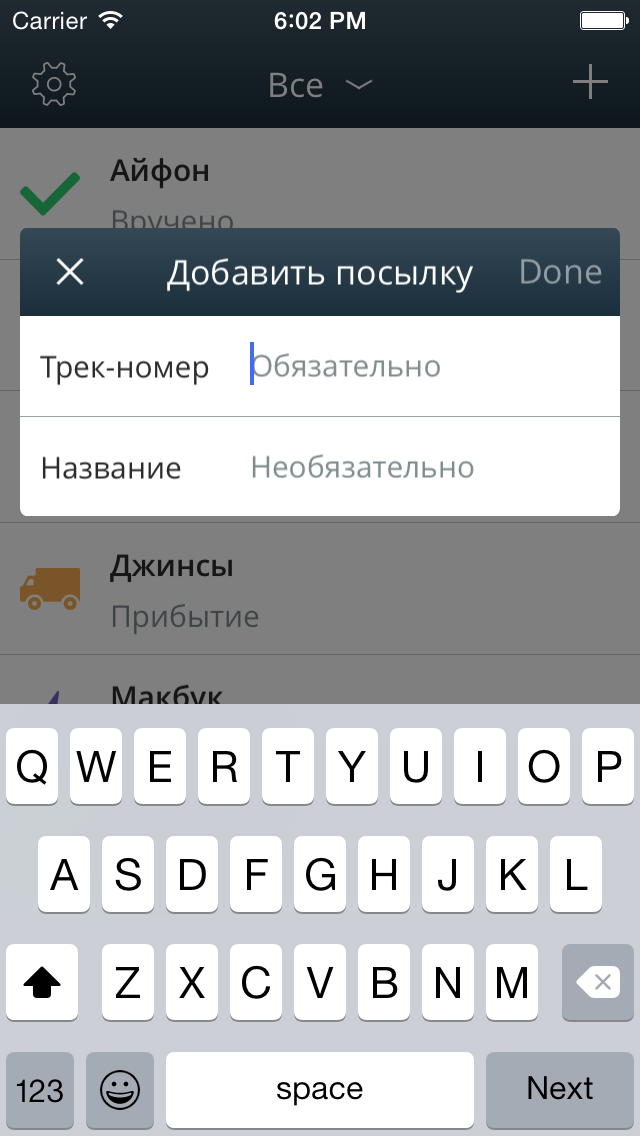 Carrier 6:02 PM
Все
Айфон
Вручено
Добавить посылку Done
Трек-номер Обязательно
Название Необязательно
Джинсы
Прибытие
Макбук
Q W E R T Y U I O P
A S D F G H J K L
Z X C V B N M
123 space Next